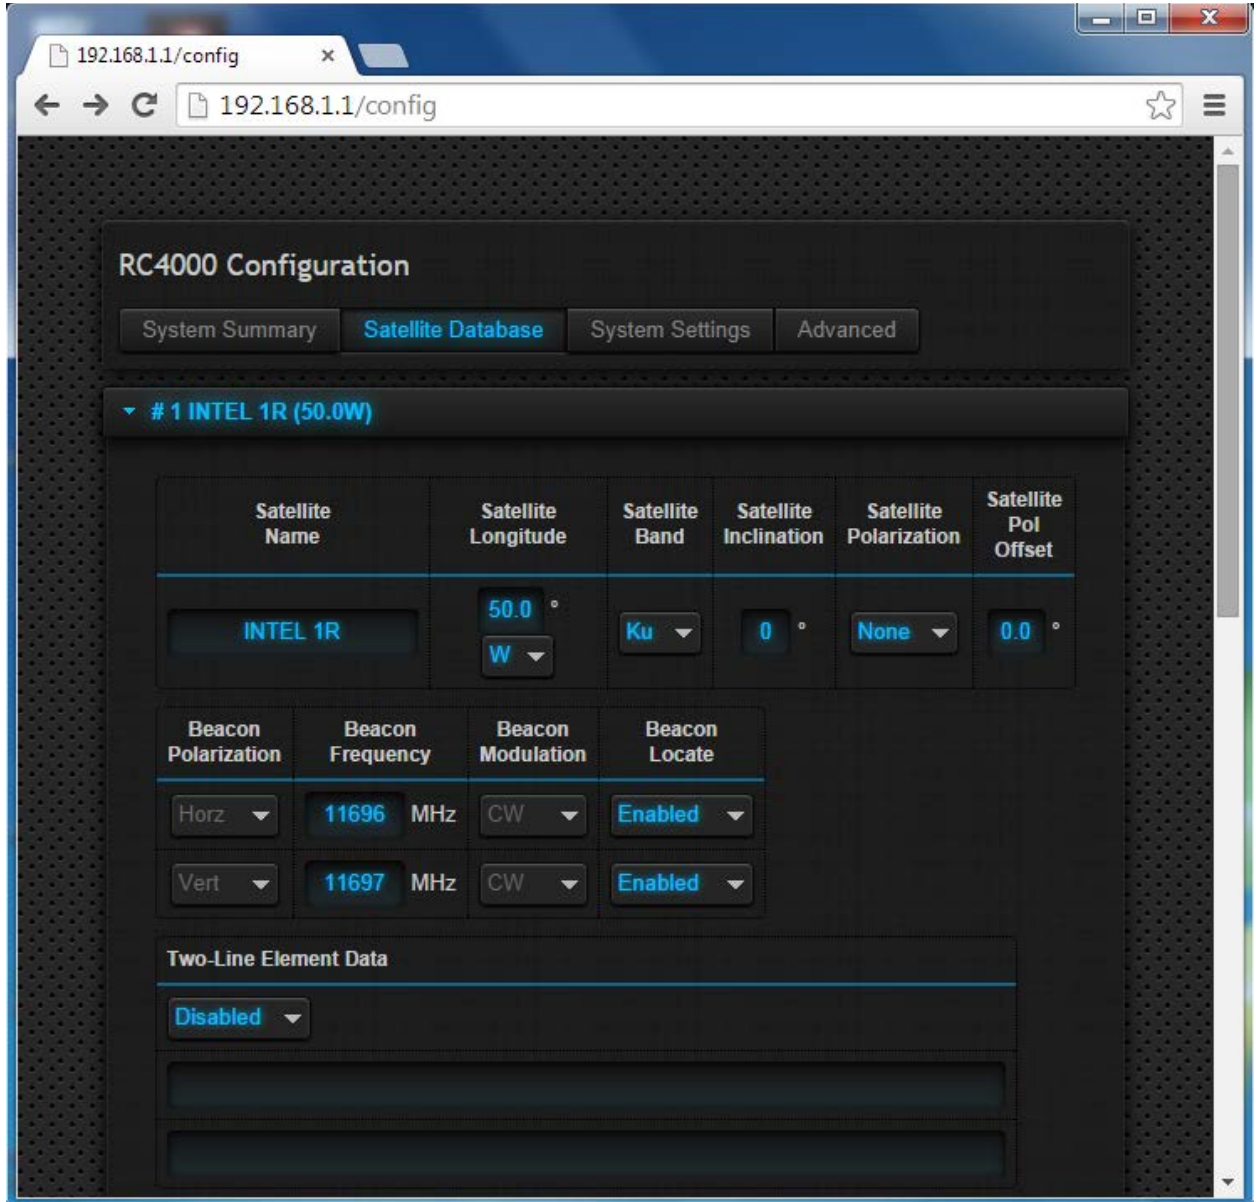 192.168.1.1/config
192.168.1.1/config
RC4000 Configuration
System Summary Satellite Database System Settings Advanced
# 1 INTEL 1R (50.0W)
Satellite Name Satellite Longitude Satellite Band Satellite Inclination Satellite Polarization Satellite Pol Offset
INTEL 1R 50.0 ° W Ku 0 ° None 0.0 °
Beacon Polarization Beacon Frequency Beacon Modulation Beacon Locate
Horz 11696 MHz CW Enabled
Vert 11697 MHz CW Enabled
Two-Line Element Data
Disabled